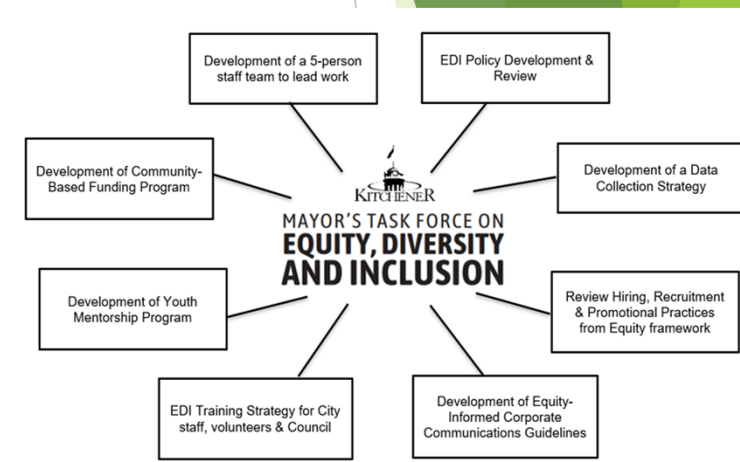 Development of a 5-person
staff team to lead work
EDI Policy Development &
Review
Development of Community-
Based Funding Program
Development of a Data
Collection Strategy
KITCHENER
MAYOR'S TASK FORCE ON
EQUITY, DIVERSITY
AND INCLUSION
Development of Youth
Mentorship Program
Review Hiring, Recruitment
& Promotional Practices
from Equity framework
EDI Training Strategy for City
staff, volunteers & Council
Development of Equity-
Informed Corporate
Communications Guidelines